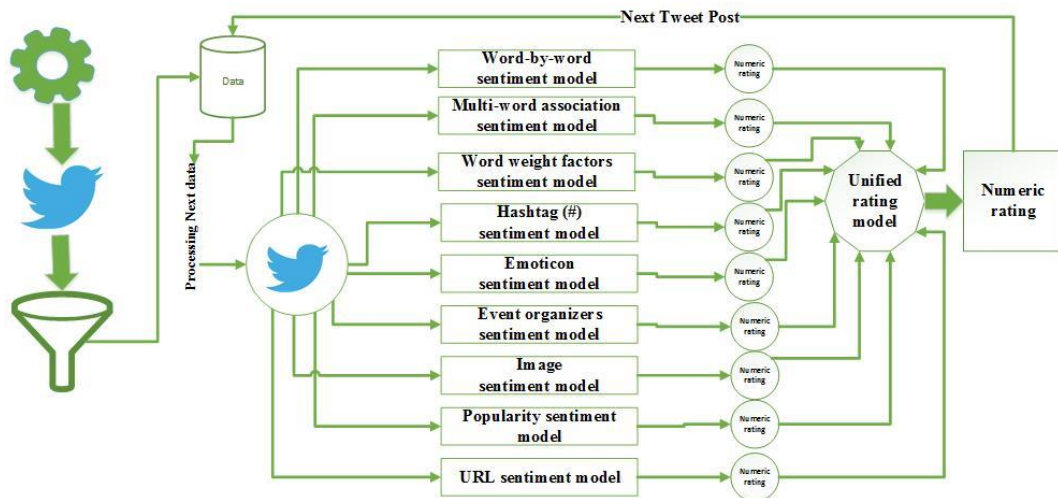 Next Tweet Post
Data
Processing Next data
Word-by-word
sentiment model
Numeric
rating
Multi-word association
sentiment model
Numeric
rating
Word weight factors
sentiment model
Numeric
rating
Hashtag (#)
sentiment model
Numeric
rating
Emoticon
sentiment model
Numeric
rating
Event organizers
sentiment model
Numeric
rating
Image
sentiment model
Numeric
rating
Popularity sentiment
model
Numeric
rating
URL sentiment model
Numeric
rating
Unified
rating
model
Numeric
rating